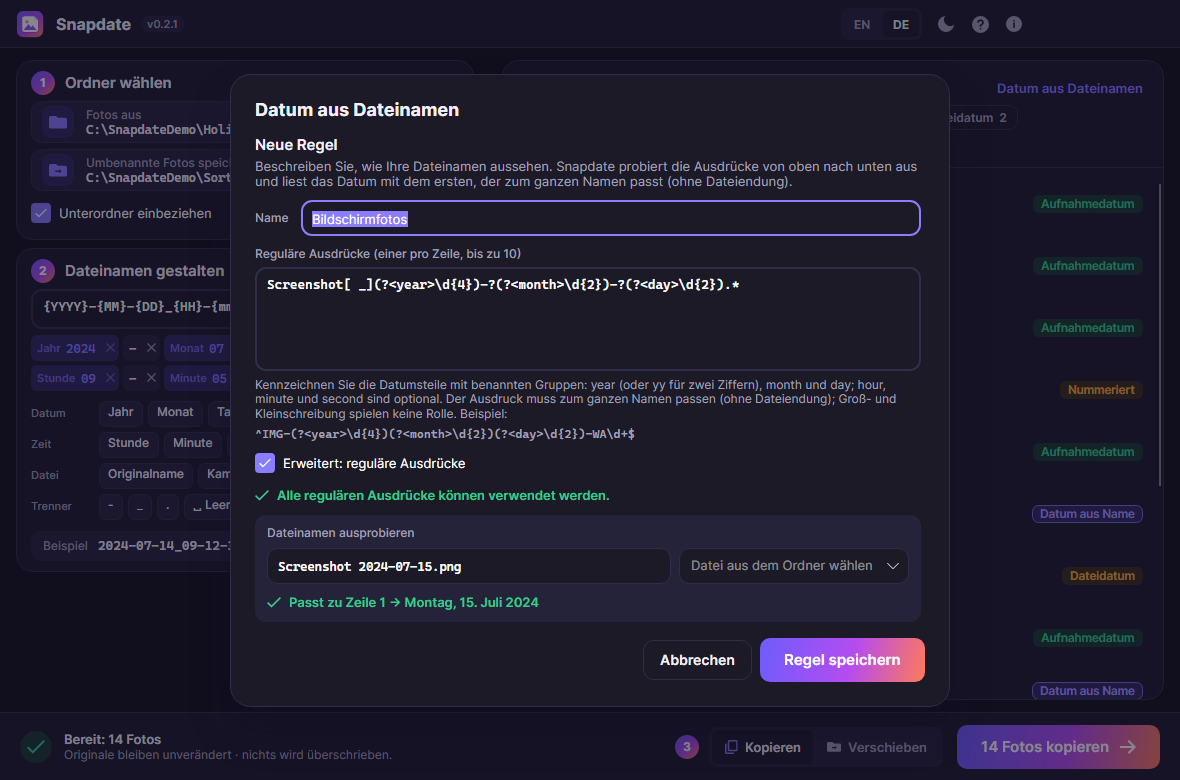 Snapdate v0.2.1
EN DE
1 Ordner wählen
Fotos aus
C:\SnapdateDemo\Holi
Umbenannte Fotos speic
C:\SnapdateDemo\Sort
Unterordner einbeziehen
2 Dateinamen gestalten
{YYYY}-{MM}-{DD}_{HH}-{mm
Jahr 2024 × – × Monat 07
Stunde 09 × – × Minute 05
Datum Jahr Monat Ta
Zeit Stunde Minute
Datei Originalname Kam
Trenner - _ . ␣ Leer
Beispiel 2024-07-14_09-12-3
Datum aus Dateinamen
Neue Regel
Beschreiben Sie, wie Ihre Dateinamen aussehen. Snapdate probiert die Ausdrücke von oben nach unten aus
und liest das Datum mit dem ersten, der zum ganzen Namen passt (ohne Dateiendung).
Name Bildschirmfotos
Reguläre Ausdrücke (einer pro Zeile, bis zu 10)
Screenshot[ _](?<year>\d{4})-?(?<month>\d{2})-?(?<day>\d{2}).*
Kennzeichnen Sie die Datumsteile mit benannten Gruppen: year (oder yy für zwei Ziffern), month und day; hour,
minute und second sind optional. Der Ausdruck muss zum ganzen Namen passen (ohne Dateiendung); Groß- und
Kleinschreibung spielen keine Rolle. Beispiel:
^IMG-(?<year>\d{4})(?<month>\d{2})(?<day>\d{2})-WA\d+$
Erweitert: reguläre Ausdrücke
Alle regulären Ausdrücke können verwendet werden.
Dateinamen ausprobieren
Screenshot 2024-07-15.png Datei aus dem Ordner wählen
Passt zu Zeile 1 → Montag, 15. Juli 2024
Abbrechen Regel speichern
Datum aus Dateinamen
eidatum 2
Aufnahmedatum
Aufnahmedatum
Aufnahmedatum
Nummeriert
Aufnahmedatum
Datum aus Name
Dateidatum
Aufnahmedatum
Datum aus Name
Bereit: 14 Fotos
Originale bleiben unverändert · nichts wird überschrieben.
3 Kopieren Verschieben 14 Fotos kopieren →